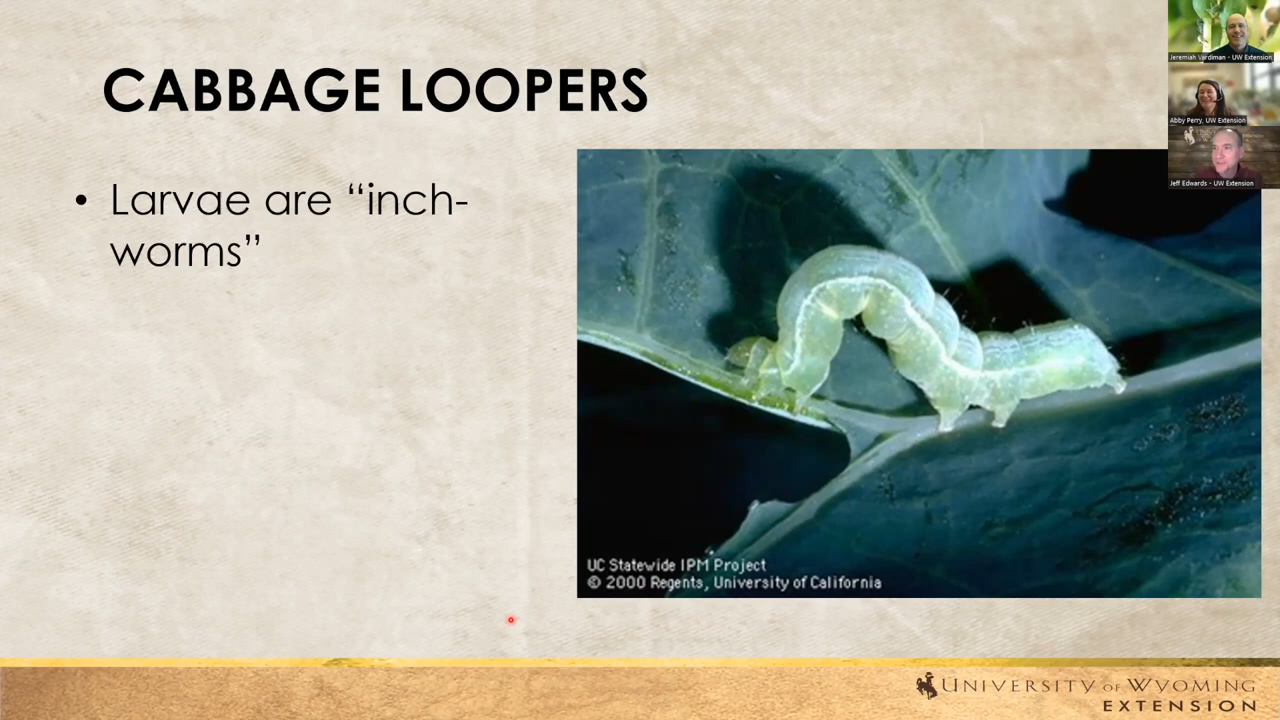 CABBAGE LOOPERS
• Larvae are “inch-
worms”
UC Statewide IPM Project
© 2000 Regents, University of California
Jeremiah Vardiman - UW Extension
Abby Perry, UW Extension
Jeff Edwards - UW Extension
UNIVERSITY OF WYOMING
EXTENSION